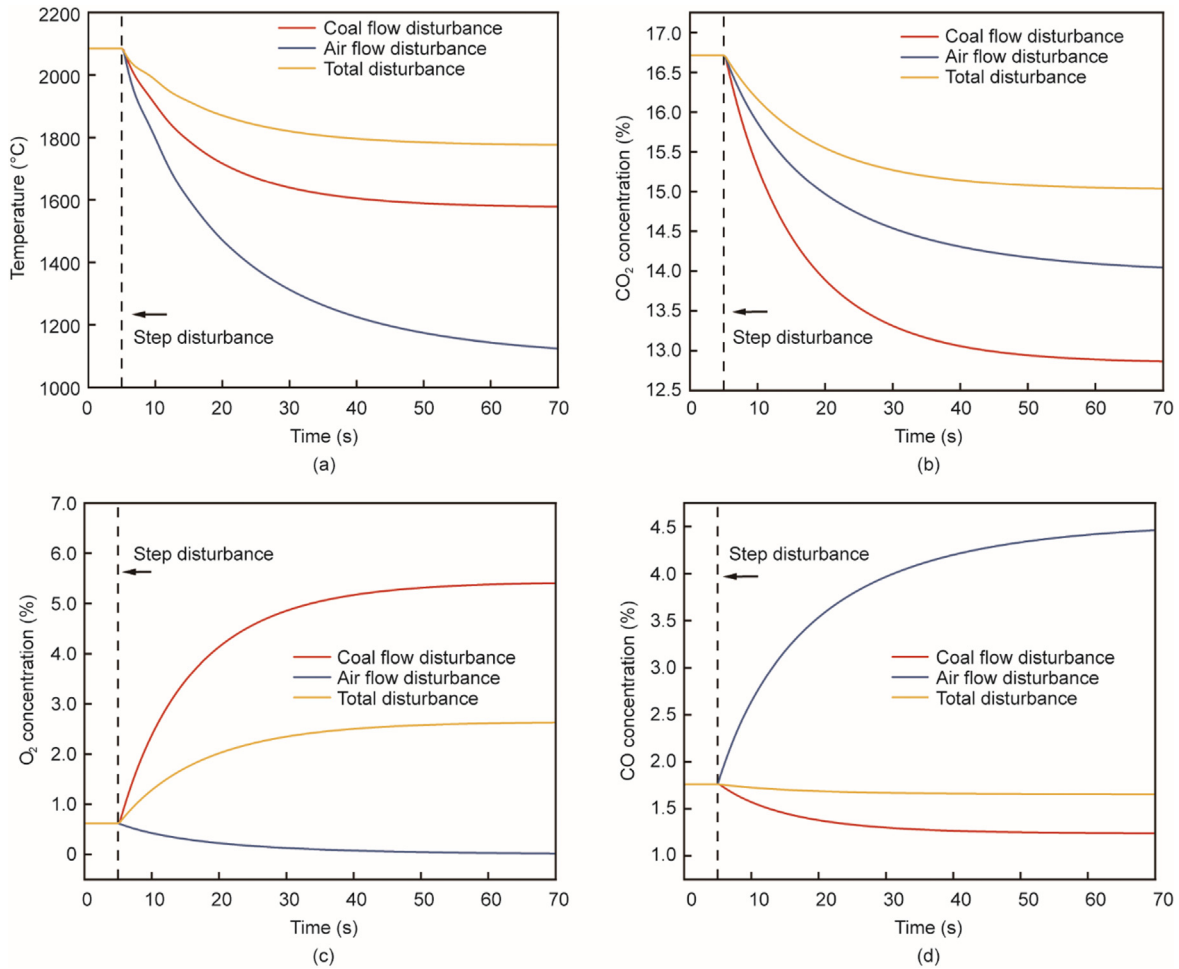 2200
2000
1800
1600
1400
1200
1000
Temperature (°C)
Coal flow disturbance
Air flow disturbance
Total disturbance
Step disturbance
0 10 20 30 40 50 60 70
Time (s)
(a)
17.0
16.5
16.0
15.5
15.0
14.5
14.0
13.5
13.0
12.5
CO₂ concentration (%)
Coal flow disturbance
Air flow disturbance
Total disturbance
Step disturbance
0 10 20 30 40 50 60 70
Time (s)
(b)
7.0
6.0
5.0
4.0
3.0
2.0
1.0
0
O₂ concentration (%)
Step disturbance
Coal flow disturbance
Air flow disturbance
Total disturbance
0 10 20 30 40 50 60 70
Time (s)
(c)
4.5
4.0
3.5
3.0
2.5
2.0
1.5
1.0
CO concentration (%)
Step disturbance
Coal flow disturbance
Air flow disturbance
Total disturbance
0 10 20 30 40 50 60 70
Time (s)
(d)